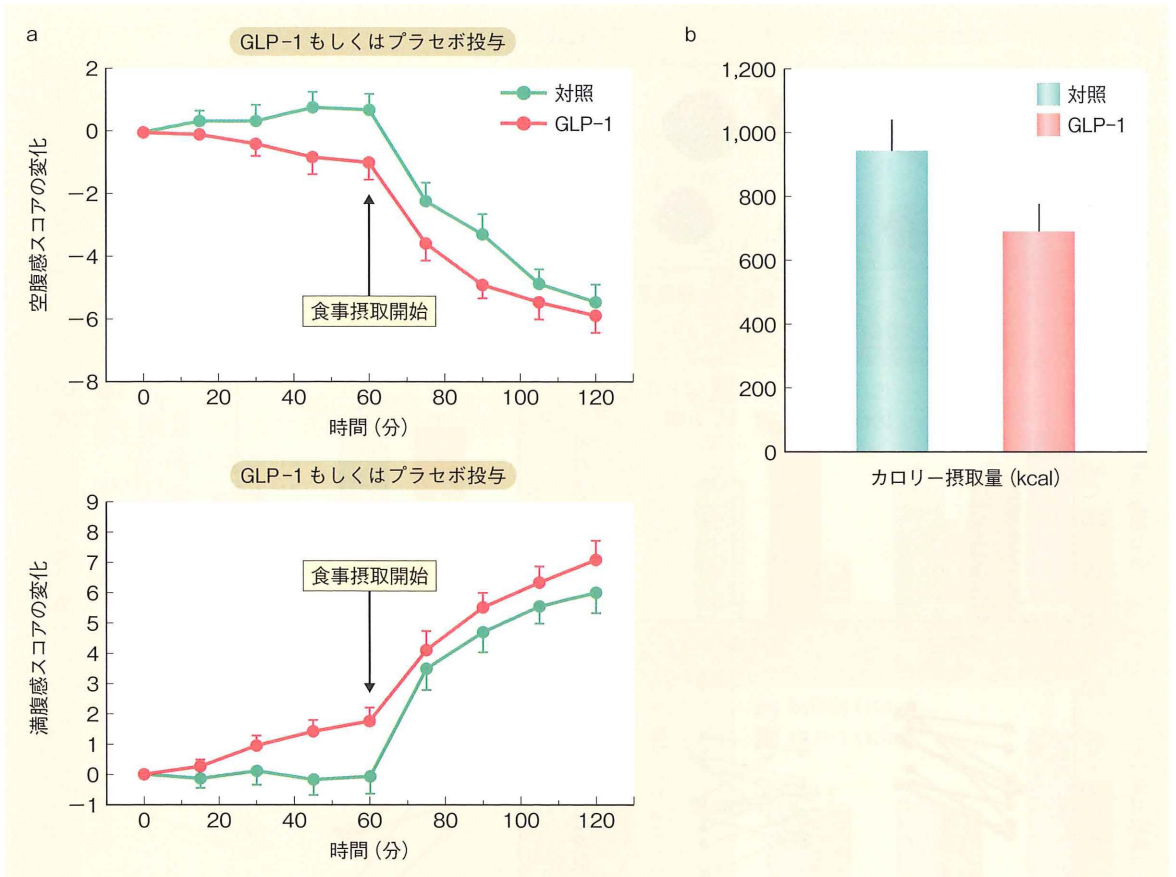 a
GLP-1 もしくはプラセボ投与
対照
GLP-1
空腹感スコアの変化
2
0
−2
−4
−6
−8
食事摂取開始
0 20 40 60 80 100 120
時間（分）
GLP-1 もしくはプラセボ投与
満腹感スコアの変化
9
8
7
6
5
4
3
2
1
0
−1
食事摂取開始
0 20 40 60 80 100 120
時間（分）
b
1,200
1,000
800
600
400
200
0
対照
GLP-1
カロリー摂取量（kcal）